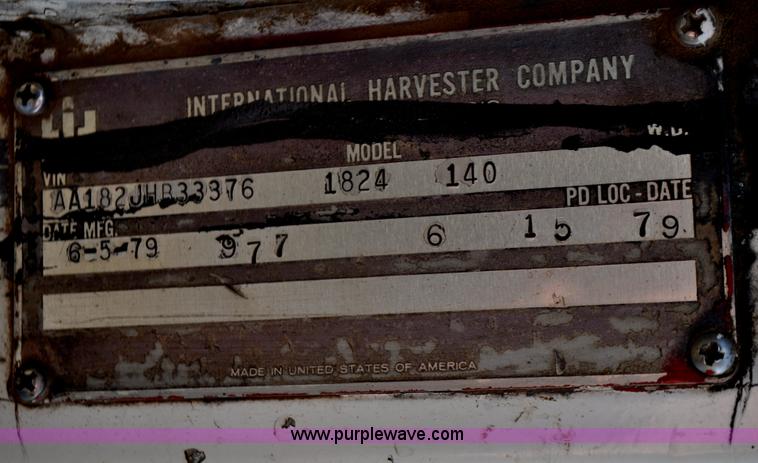 INTERNATIONAL HARVESTER COMPANY
MODEL W.B.
VIN
AA182JHB33376 1824 140
PD LOC-DATE
DATE MFG.
6-5-79 977 6 15 79
MADE IN UNITED STATES OF AMERICA
www.purplewave.com